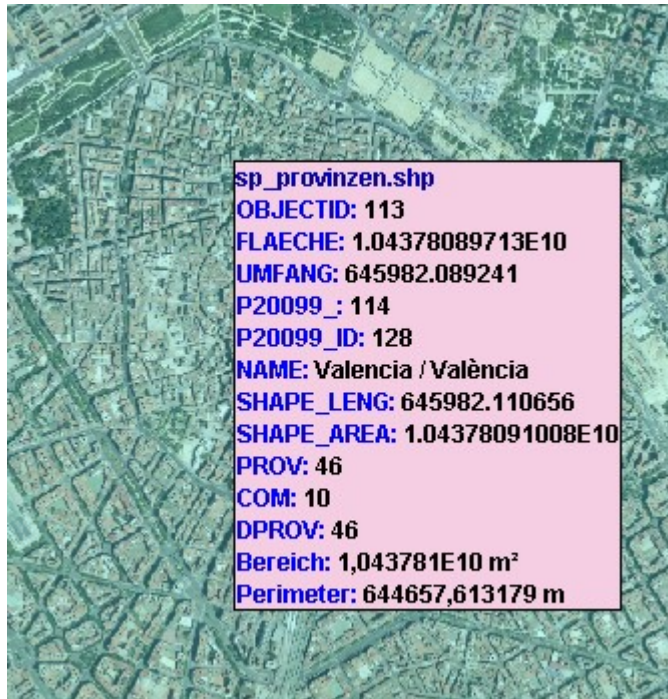 sp_provinzen.shp
OBJECTID: 113
FLAECHE: 1.04378089713E10
UMFANG: 645982.089241
P20099_: 114
P20099_ID: 128
NAME: Valencia / València
SHAPE_LENG: 645982.110656
SHAPE_AREA: 1.04378091008E10
PROV: 46
COM: 10
DPROV: 46
Bereich: 1,043781E10 m²
Perimeter: 644657,613179 m